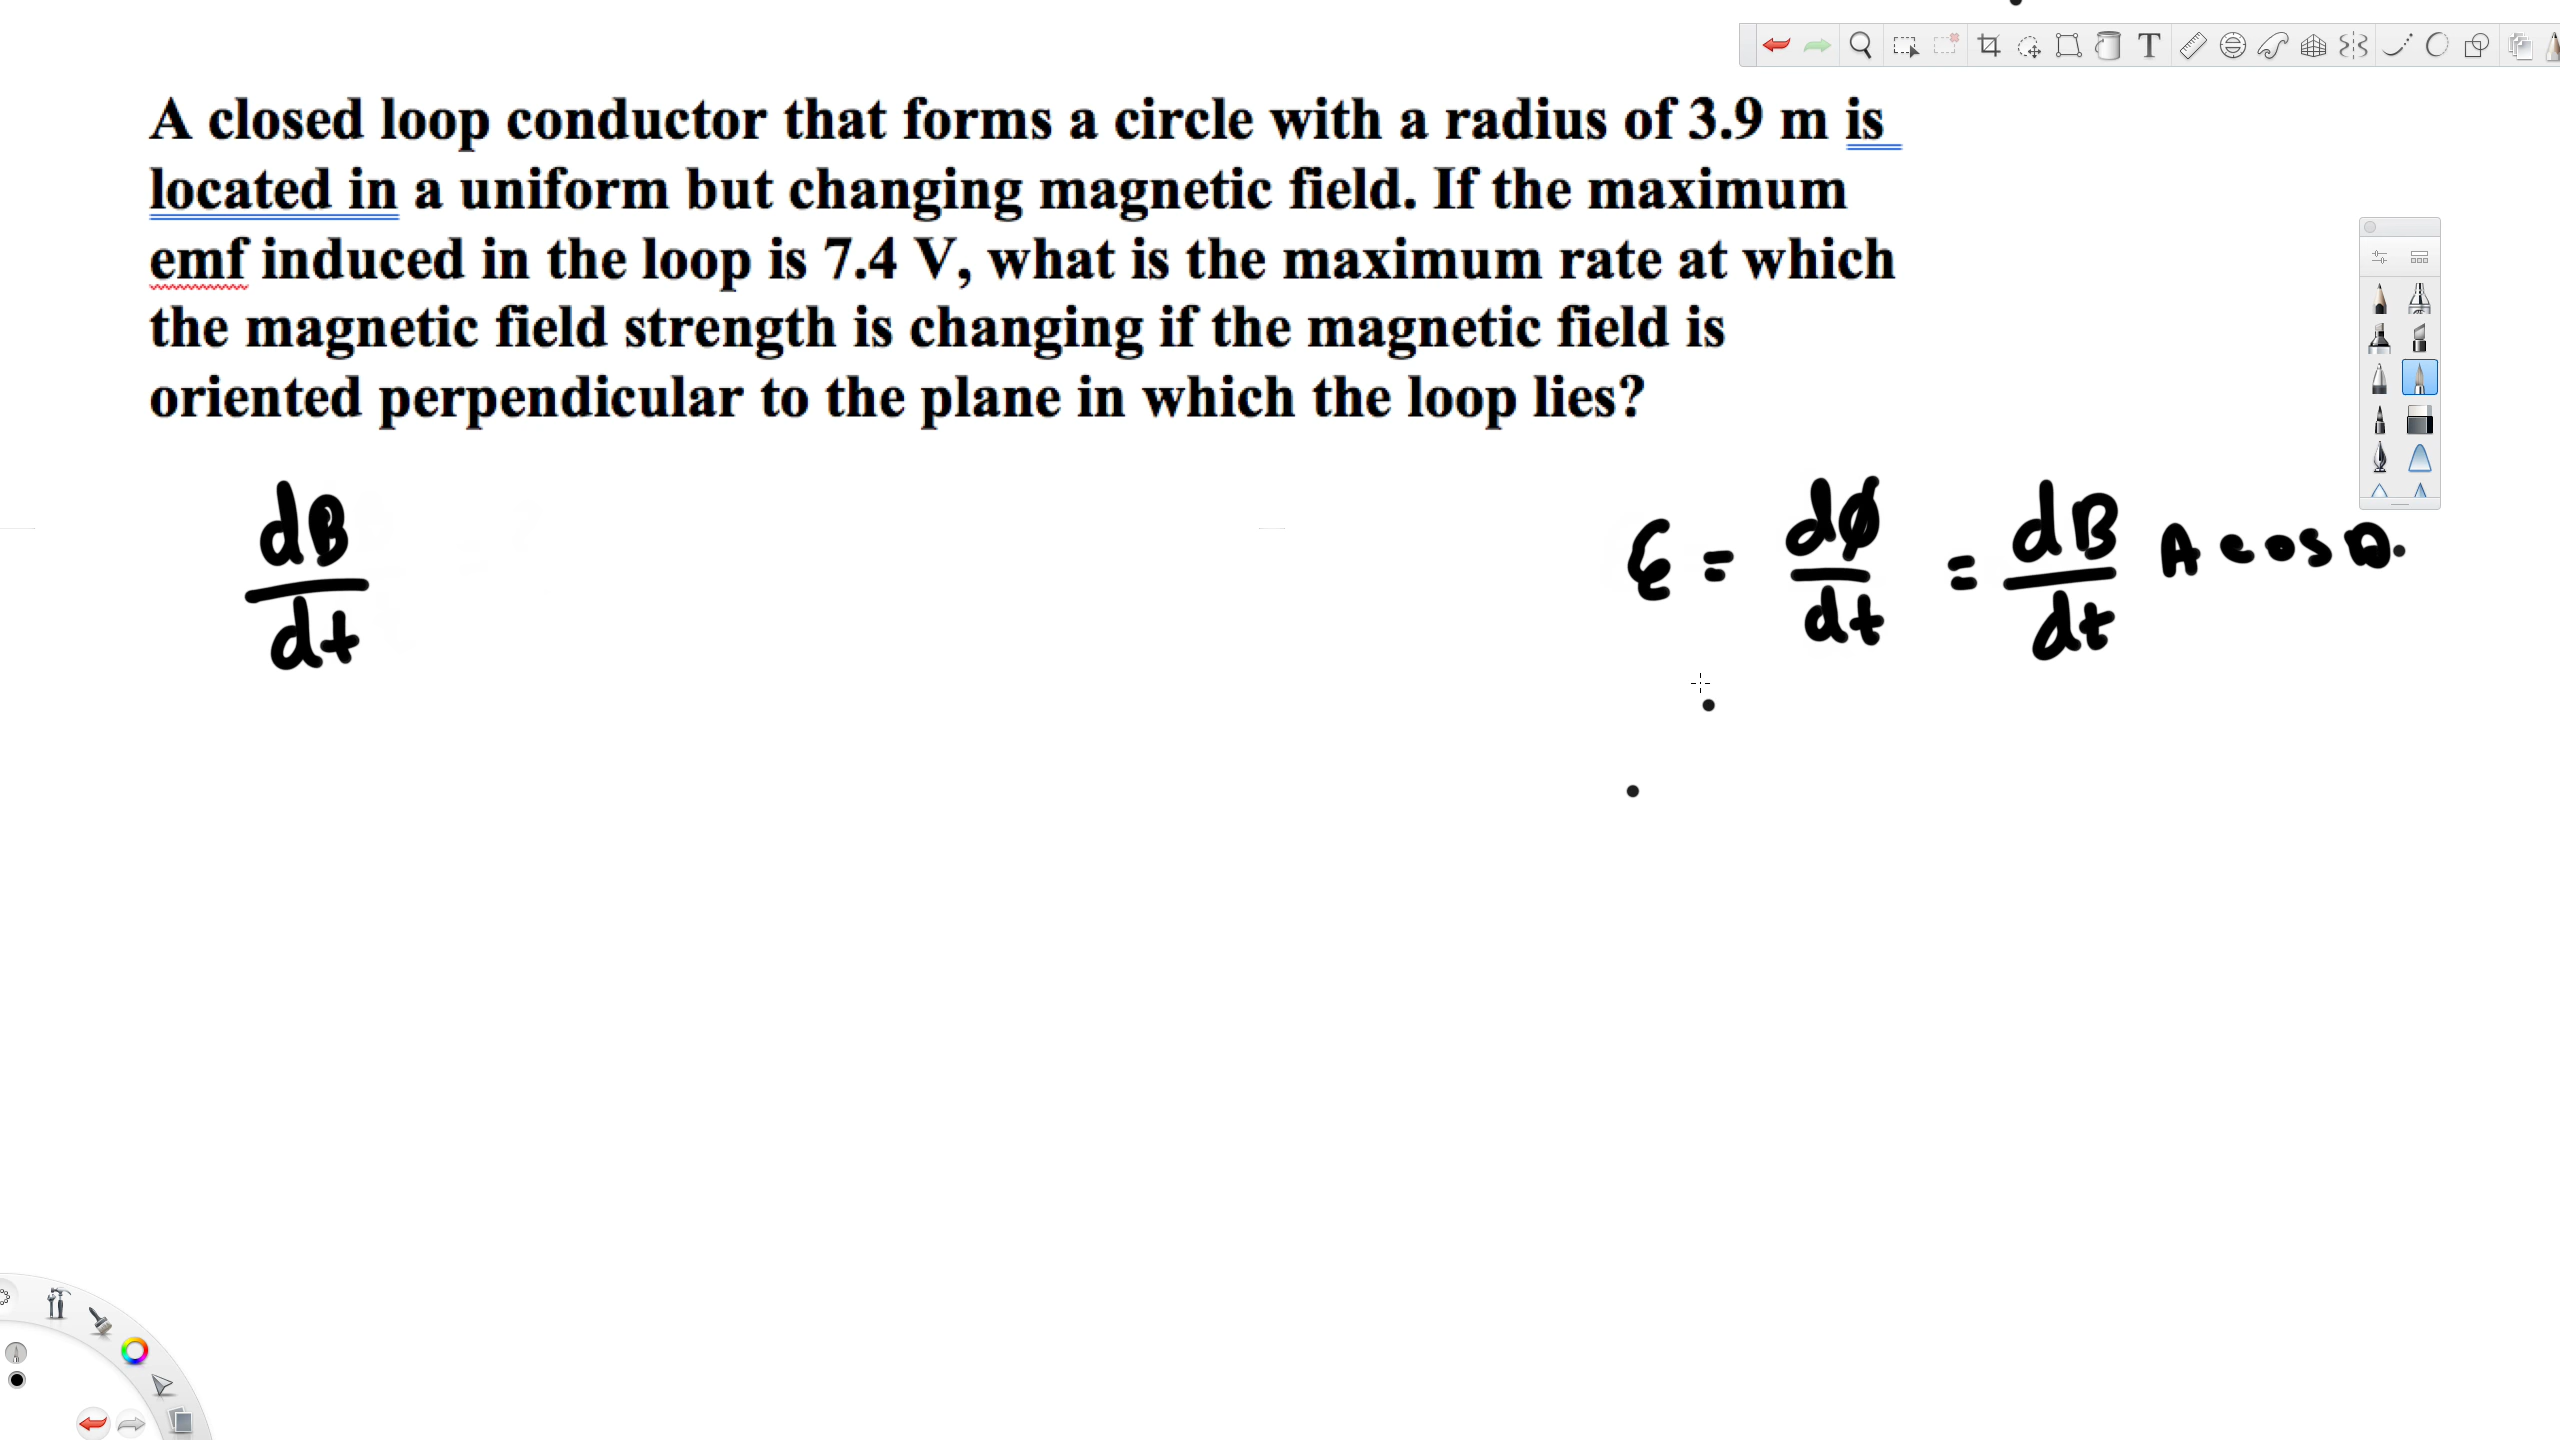 A closed loop conductor that forms a circle with a radius of 3.9 m is
located in a uniform but changing magnetic field. If the maximum
emf induced in the loop is 7.4 V, what is the maximum rate at which
the magnetic field strength is changing if the magnetic field is
oriented perpendicular to the plane in which the loop lies?
dB/dt
ε = dφ/dt = dB/dt A cos θ.